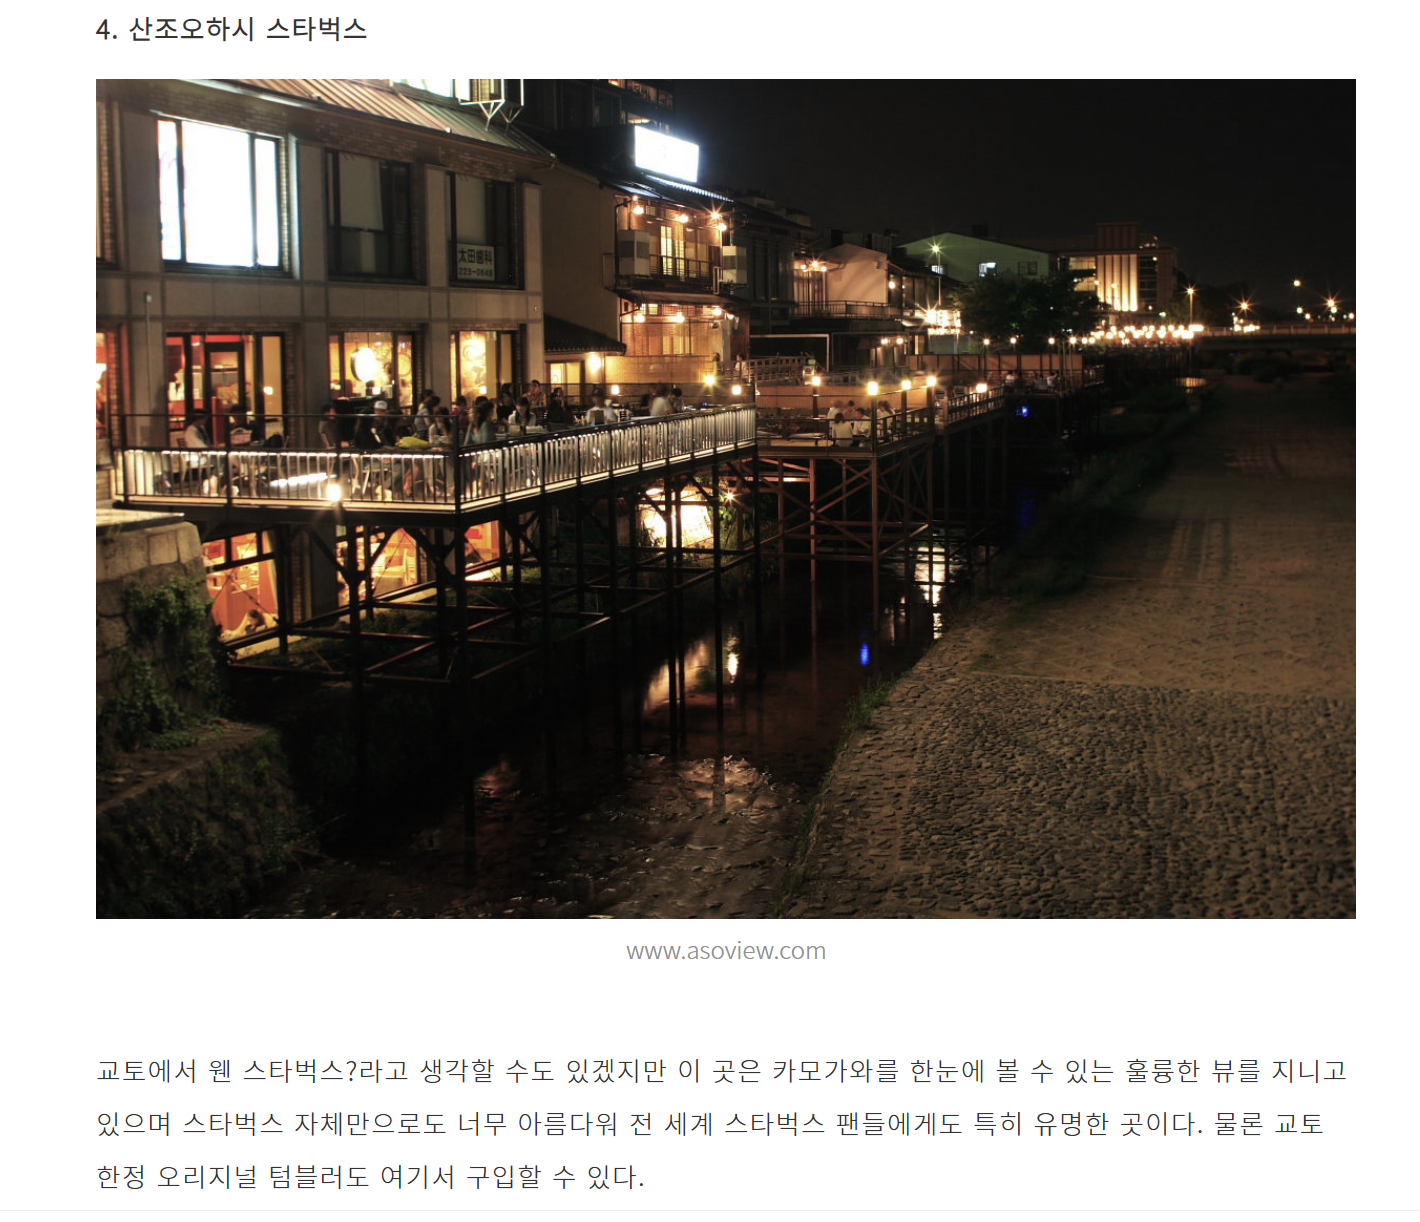 4. 산조오하시 스타벅스
太田歯科
223-0648
www.asoview.com
교토에서 웬 스타벅스?라고 생각할 수도 있겠지만 이 곳은 카모가와를 한눈에 볼 수 있는 훌륭한 뷰를 지니고
있으며 스타벅스 자체만으로도 너무 아름다워 전 세계 스타벅스 팬들에게도 특히 유명한 곳이다. 물론 교토
한정 오리지널 텀블러도 여기서 구입할 수 있다.